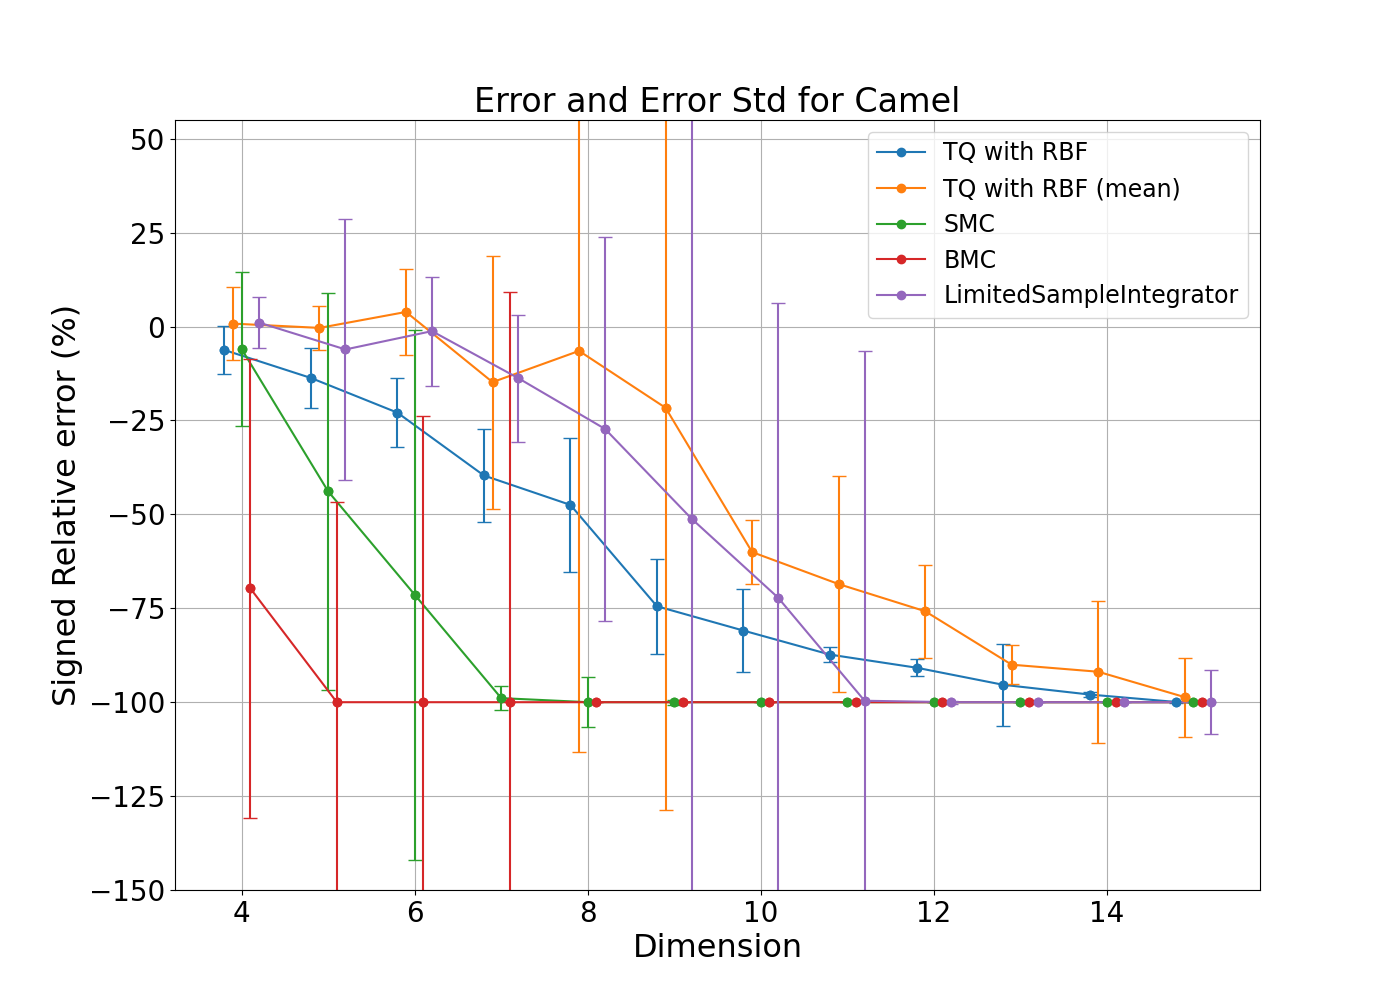 Error and Error Std for Camel
TQ with RBF
TQ with RBF (mean)
SMC
BMC
LimitedSampleIntegrator
Signed Relative error (%)
50
25
0
−25
−50
−75
−100
−125
−150
4 6 8 10 12 14
Dimension